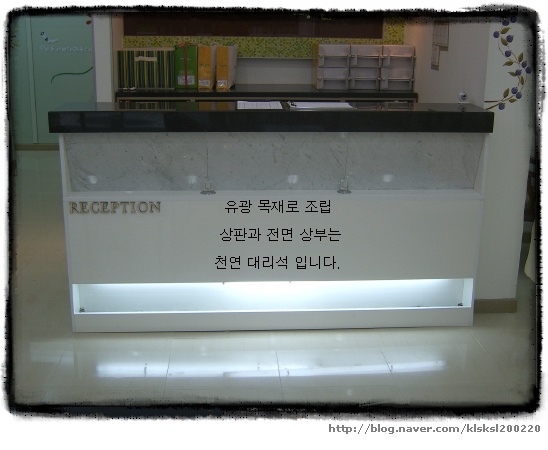 RECEPTION
유광 목재로 조립
상판과 전면 상부는
천연 대리석 입니다.
http://blog.naver.com/klsksl200220